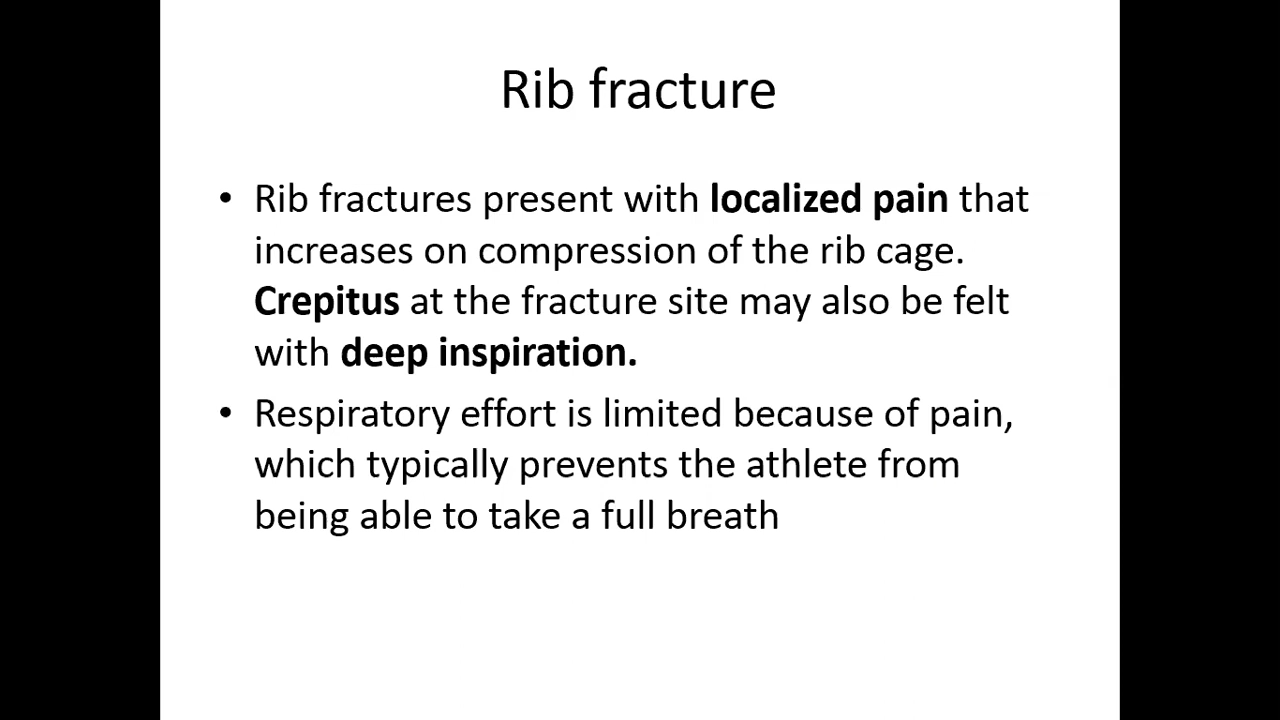 Rib fracture
• Rib fractures present with localized pain that
increases on compression of the rib cage.
Crepitus at the fracture site may also be felt
with deep inspiration.
• Respiratory effort is limited because of pain,
which typically prevents the athlete from
being able to take a full breath